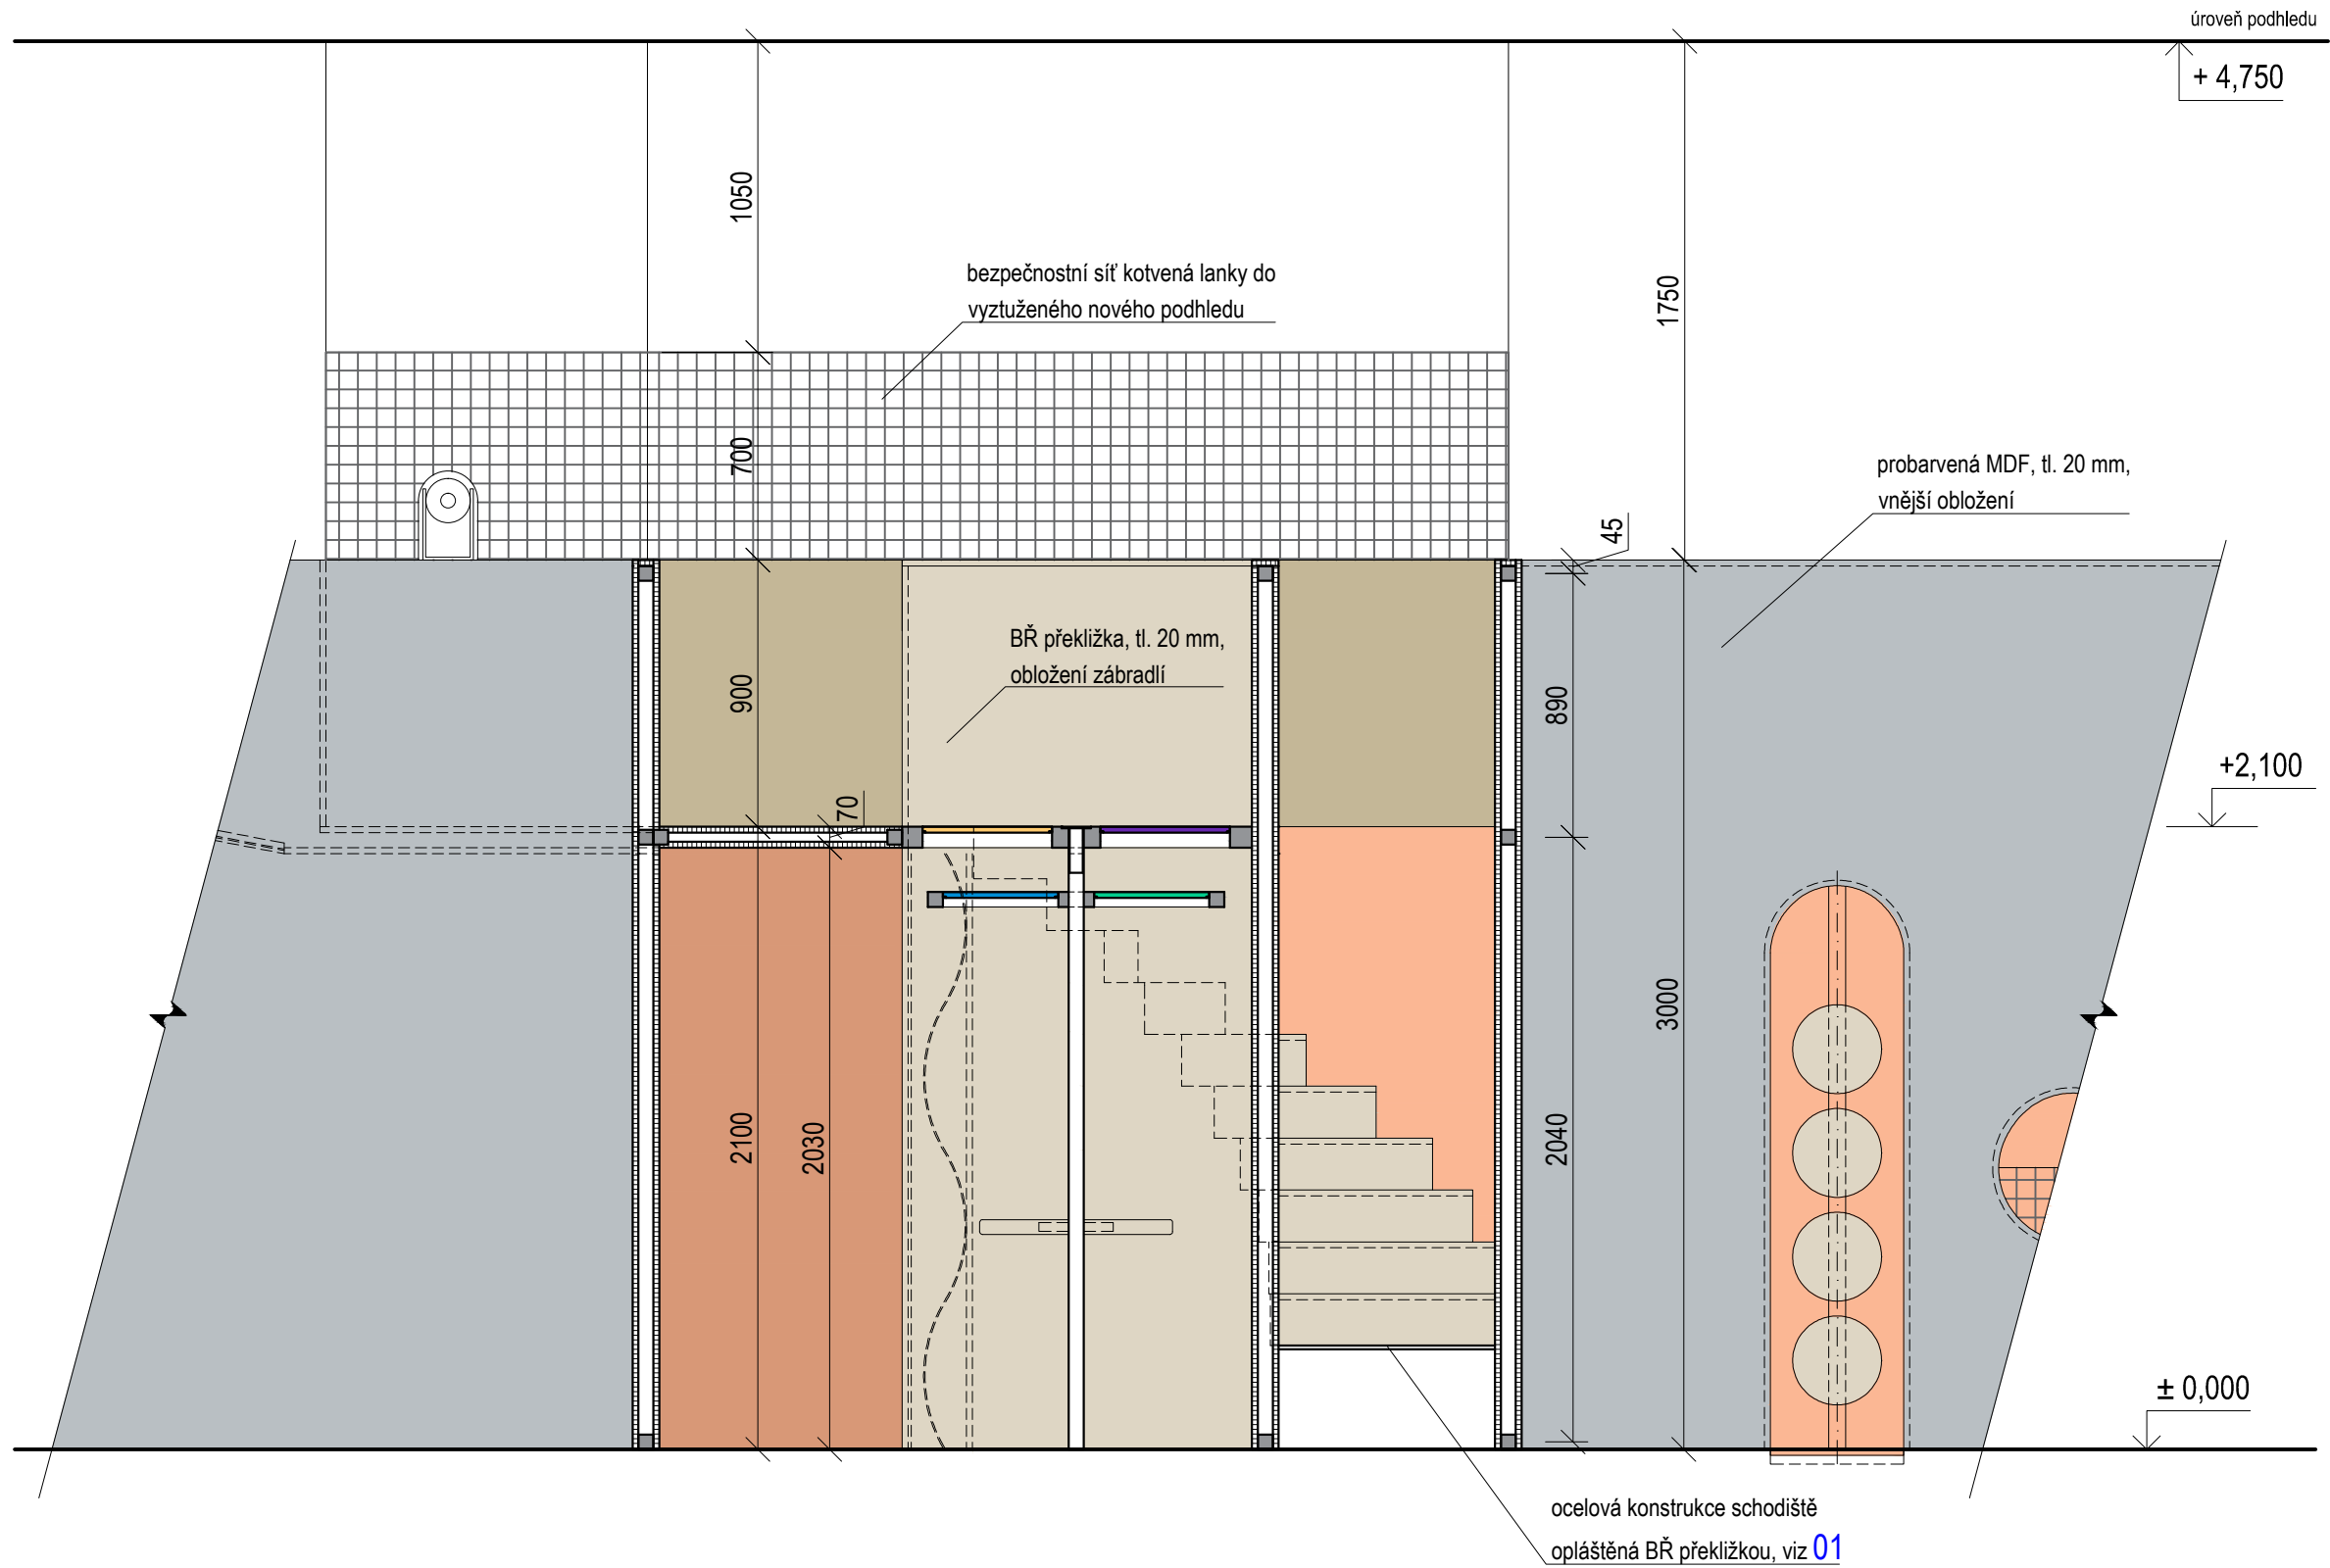 úroveň podhledu
+ 4,750
1050
bezpečnostní síť kotvená lanky do
vyztuženého nového podhledu
1750
700
probarvená MDF, tl. 20 mm,
vnější obložení
45
BŘ překližka, tl. 20 mm,
obložení zábradlí
900
890
+2,100
70
3000
2100
2030
2040
± 0,000
ocelová konstrukce schodiště
opláštěná BŘ překližkou, viz 01